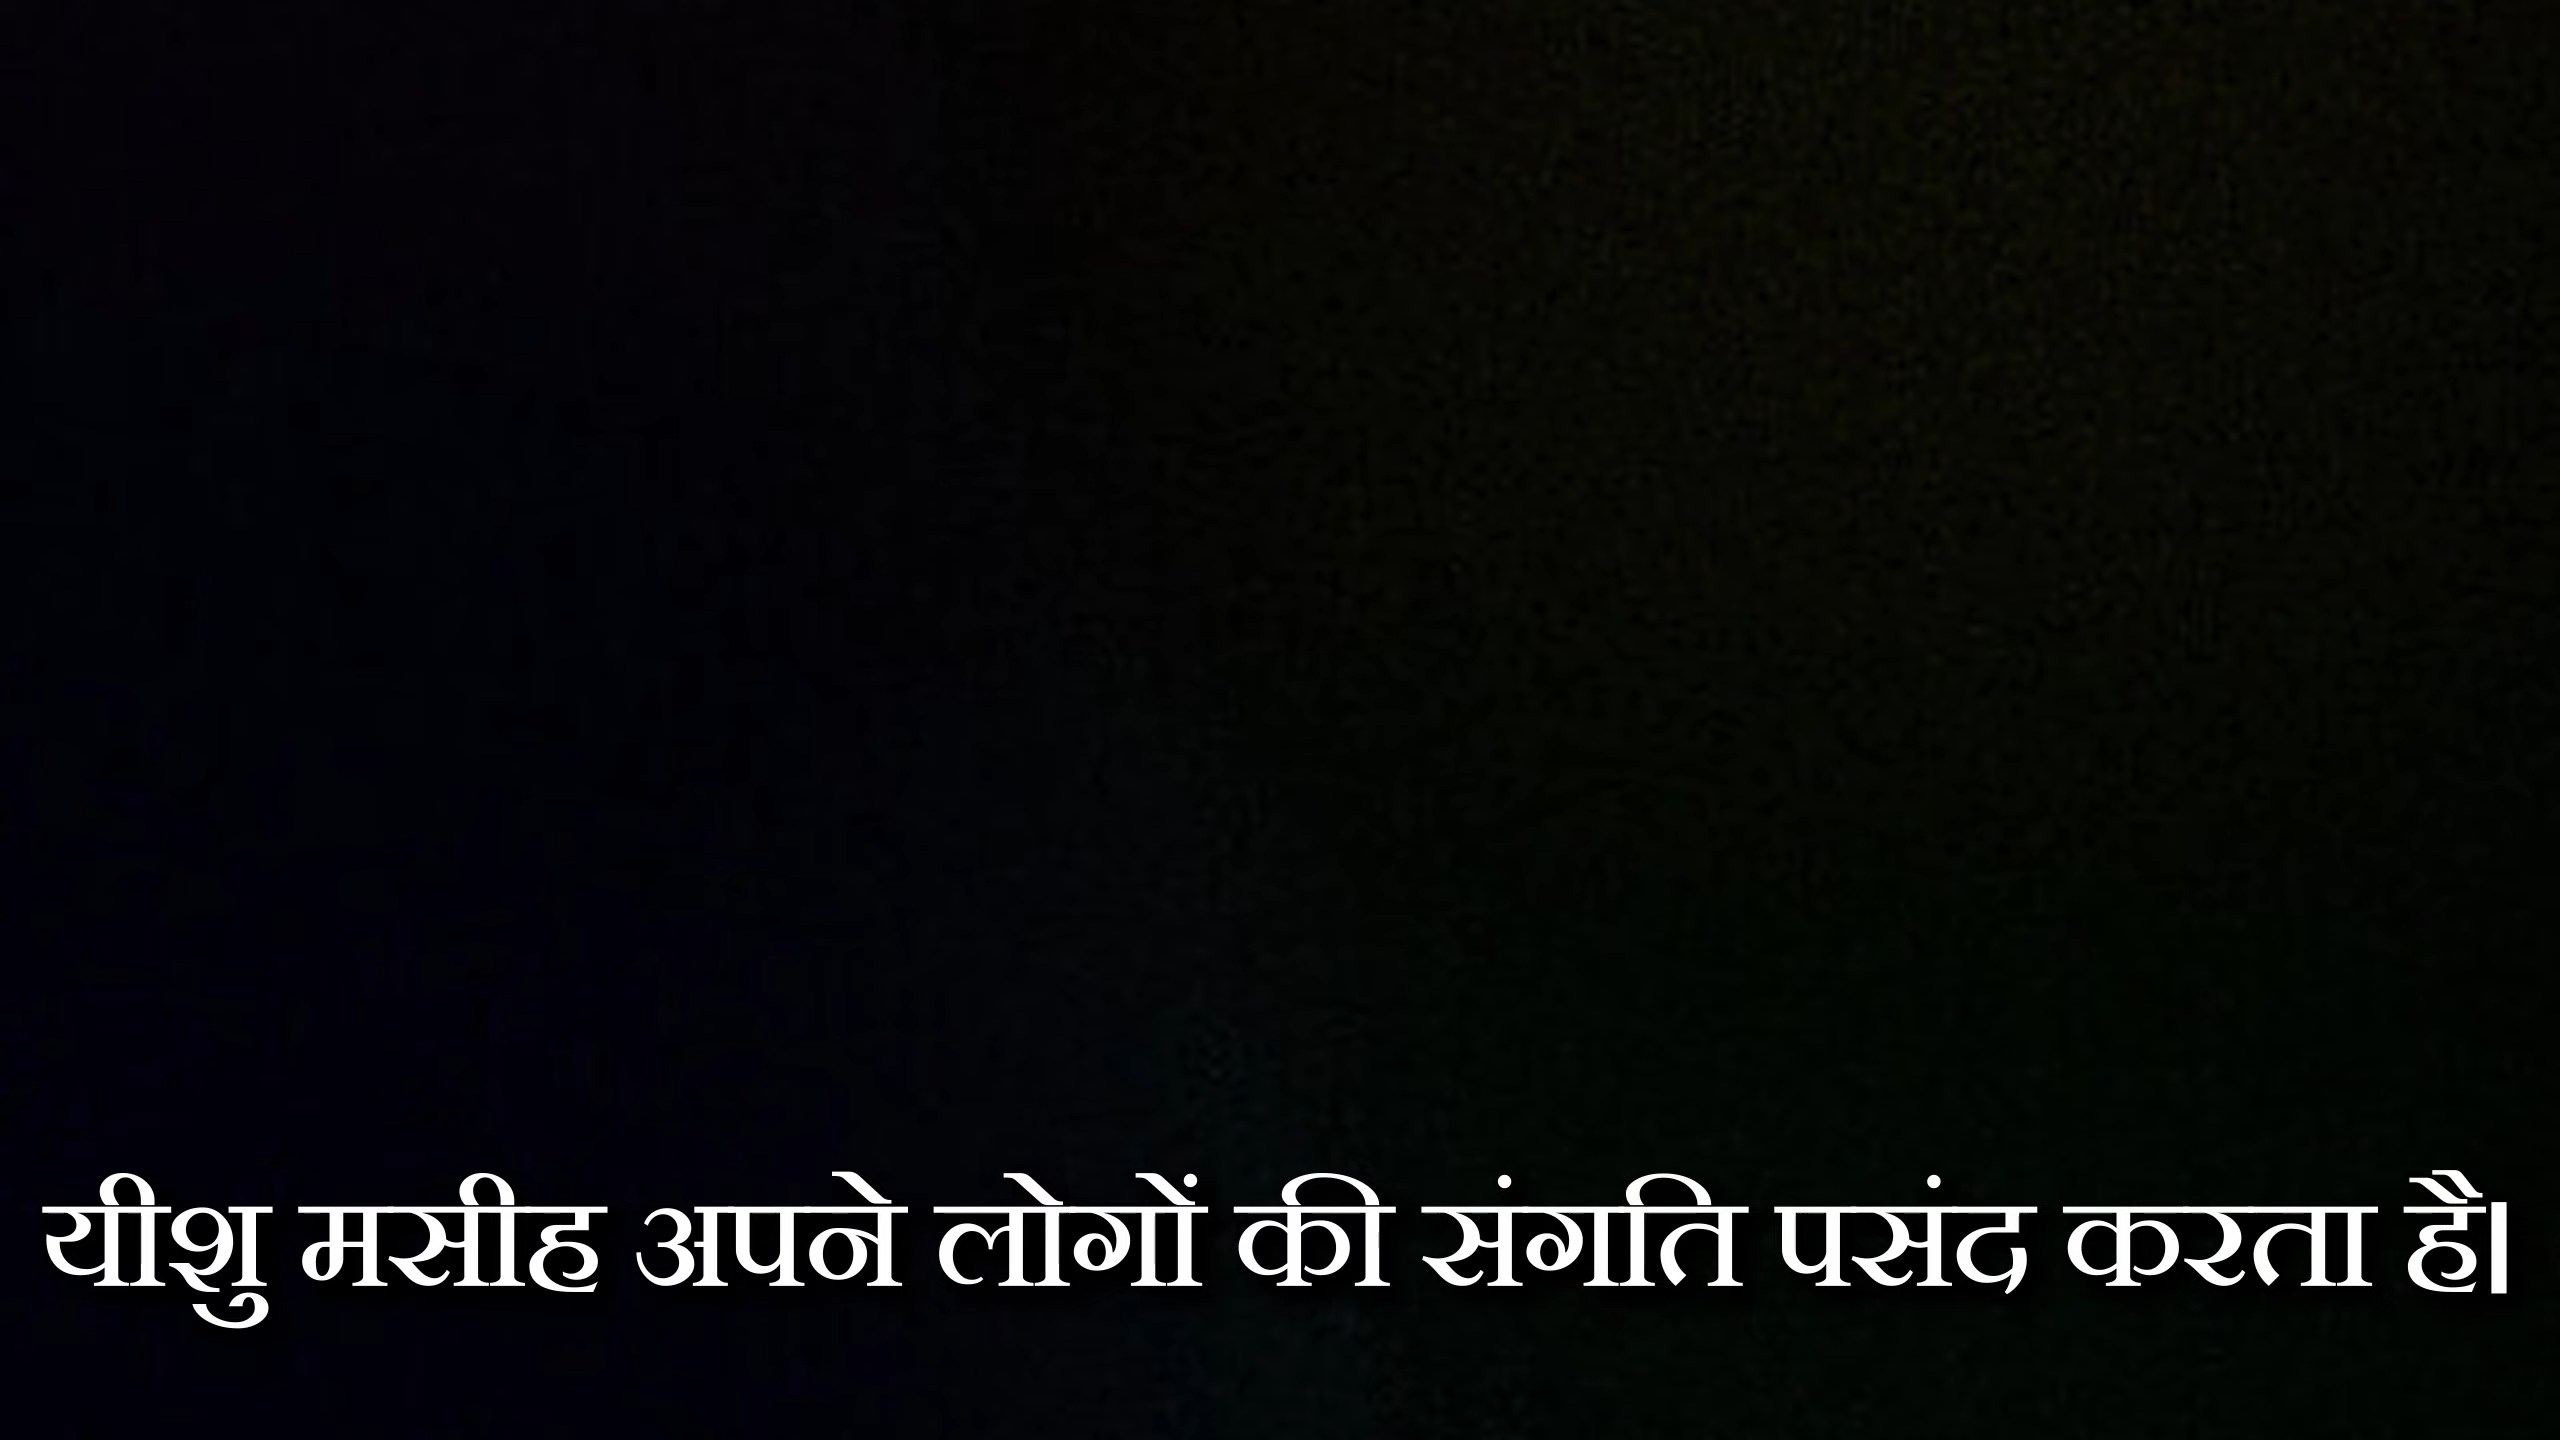 यीशु मसीह अपने लोगों की संगति पसंद करता है।